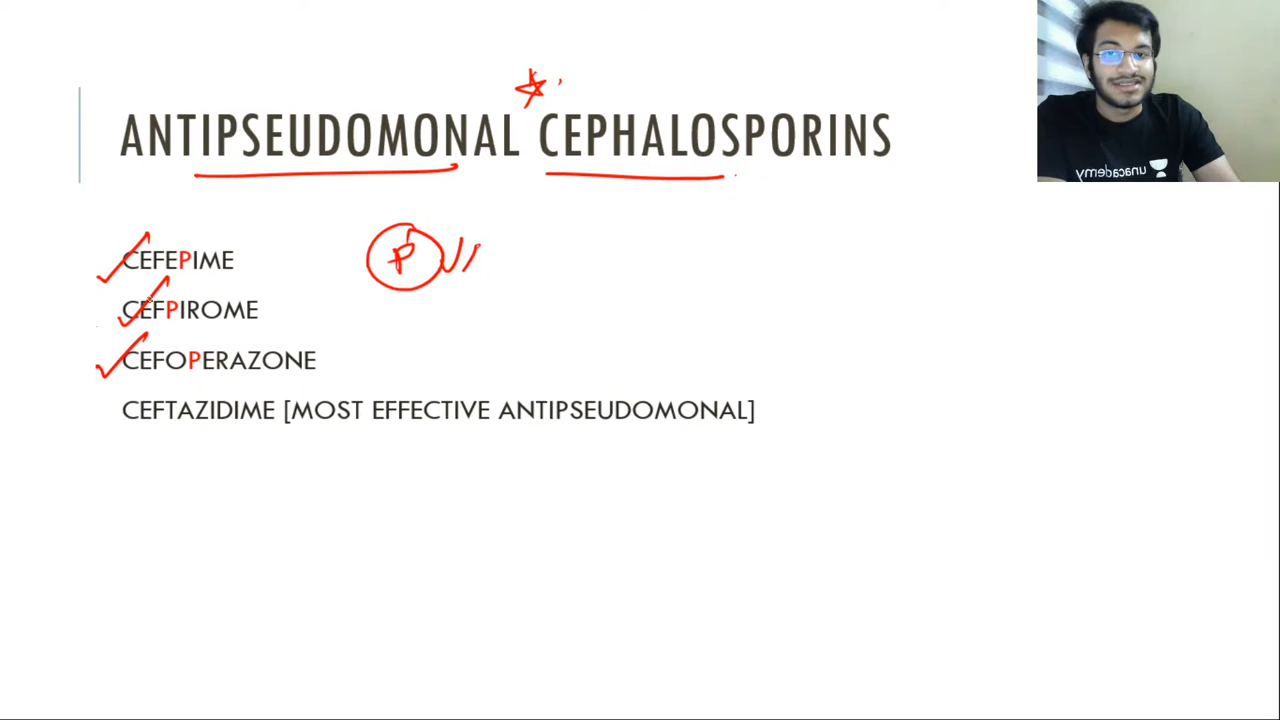 ANTIPSEUDOMONAL CEPHALOSPORINS
CEFEPIME
P
CEFPIROME
CEFOPERAZONE
CEFTAZIDIME [MOST EFFECTIVE ANTIPSEUDOMONAL]
unacademy